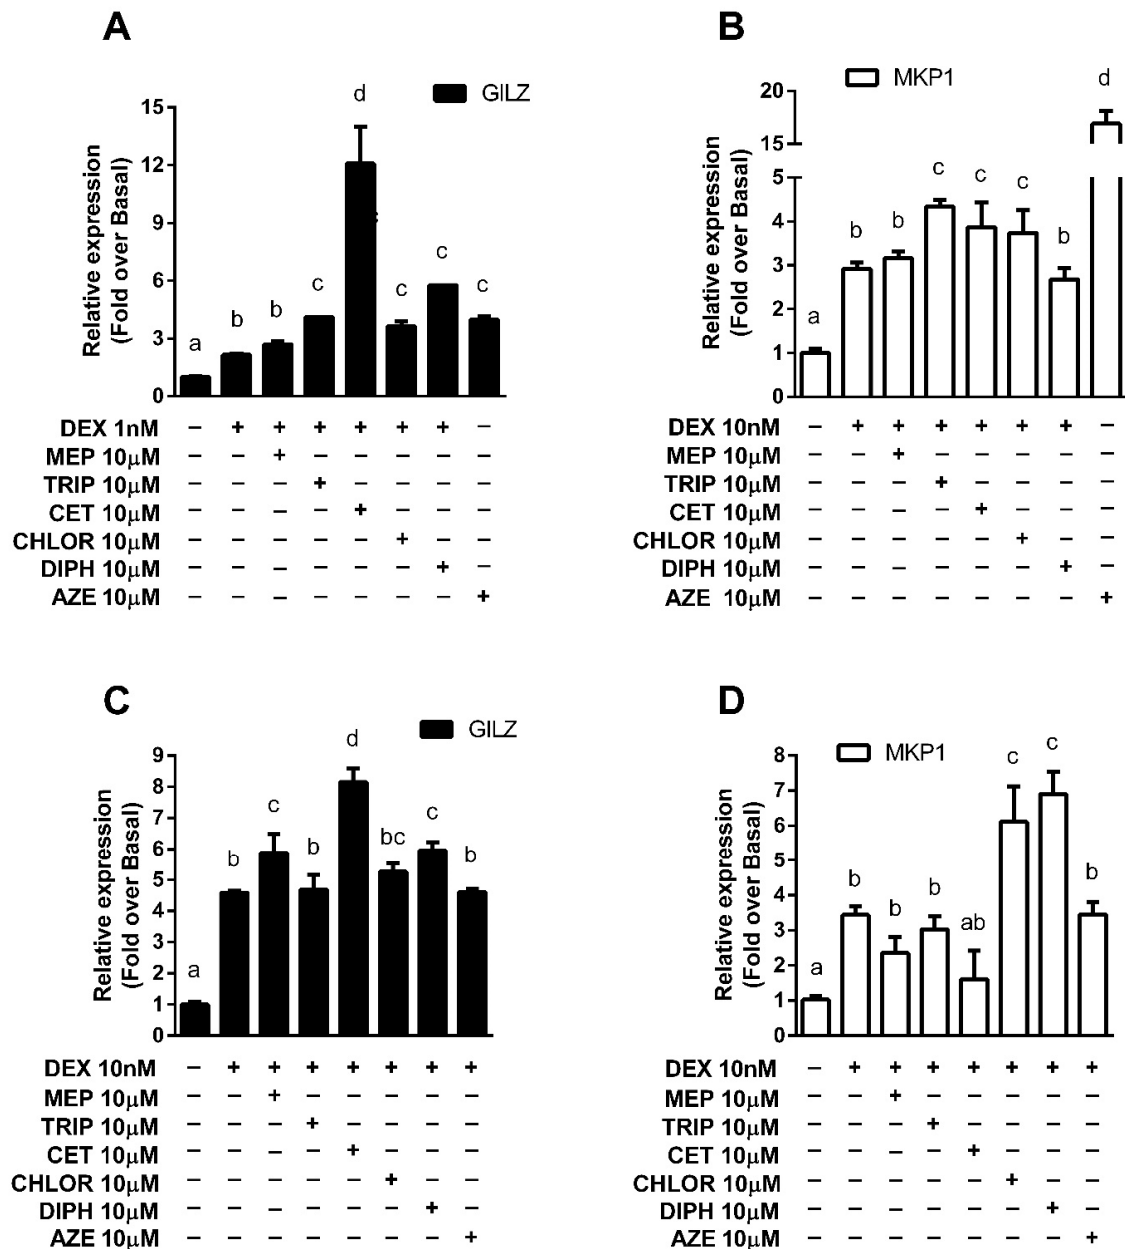 A
GILZ
Relative expression
(Fold over Basal)
15
12
9
6
3
0
a
b
b
c
d
c
c
c
DEX 1nM − + + + + + + −
MEP 10µM − − + − − − − −
TRIP 10µM − − − + − − − −
CET 10µM − − − − + − − −
CHLOR 10µM − − − − − + − −
DIPH 10µM − − − − − − + −
AZE 10µM − − − − − − − +
B
MKP1
Relative expression
(Fold over Basal)
20
15
5
4
3
2
1
0
a
b
b
c
c
c
b
d
DEX 10nM − + + + + + + −
MEP 10µM − − + − − − − −
TRIP 10µM − − − + − − − −
CET 10µM − − − − + − − −
CHLOR 10µM − − − − − + − −
DIPH 10µM − − − − − − + −
AZE 10µM − − − − − − − +
C
GILZ
Relative expression
(Fold over Basal)
9
8
7
6
5
4
3
2
1
0
a
b
c
b
d
bc
c
b
DEX 10nM − + + + + + + +
MEP 10µM − − + − − − − −
TRIP 10µM − − − + − − − −
CET 10µM − − − − + − − −
CHLOR 10µM − − − − − + − −
DIPH 10µM − − − − − − + −
AZE 10µM − − − − − − − +
D
MKP1
Relative expression
(Fold over Basal)
8
7
6
5
4
3
2
1
0
a
b
b
b
ab
c
c
b
DEX 10nM − + + + + + + +
MEP 10µM − − + − − − − −
TRIP 10µM − − − + − − − −
CET 10µM − − − − + − − −
CHLOR 10µM − − − − − + − −
DIPH 10µM − − − − − − + −
AZE 10µM − − − − − − − +